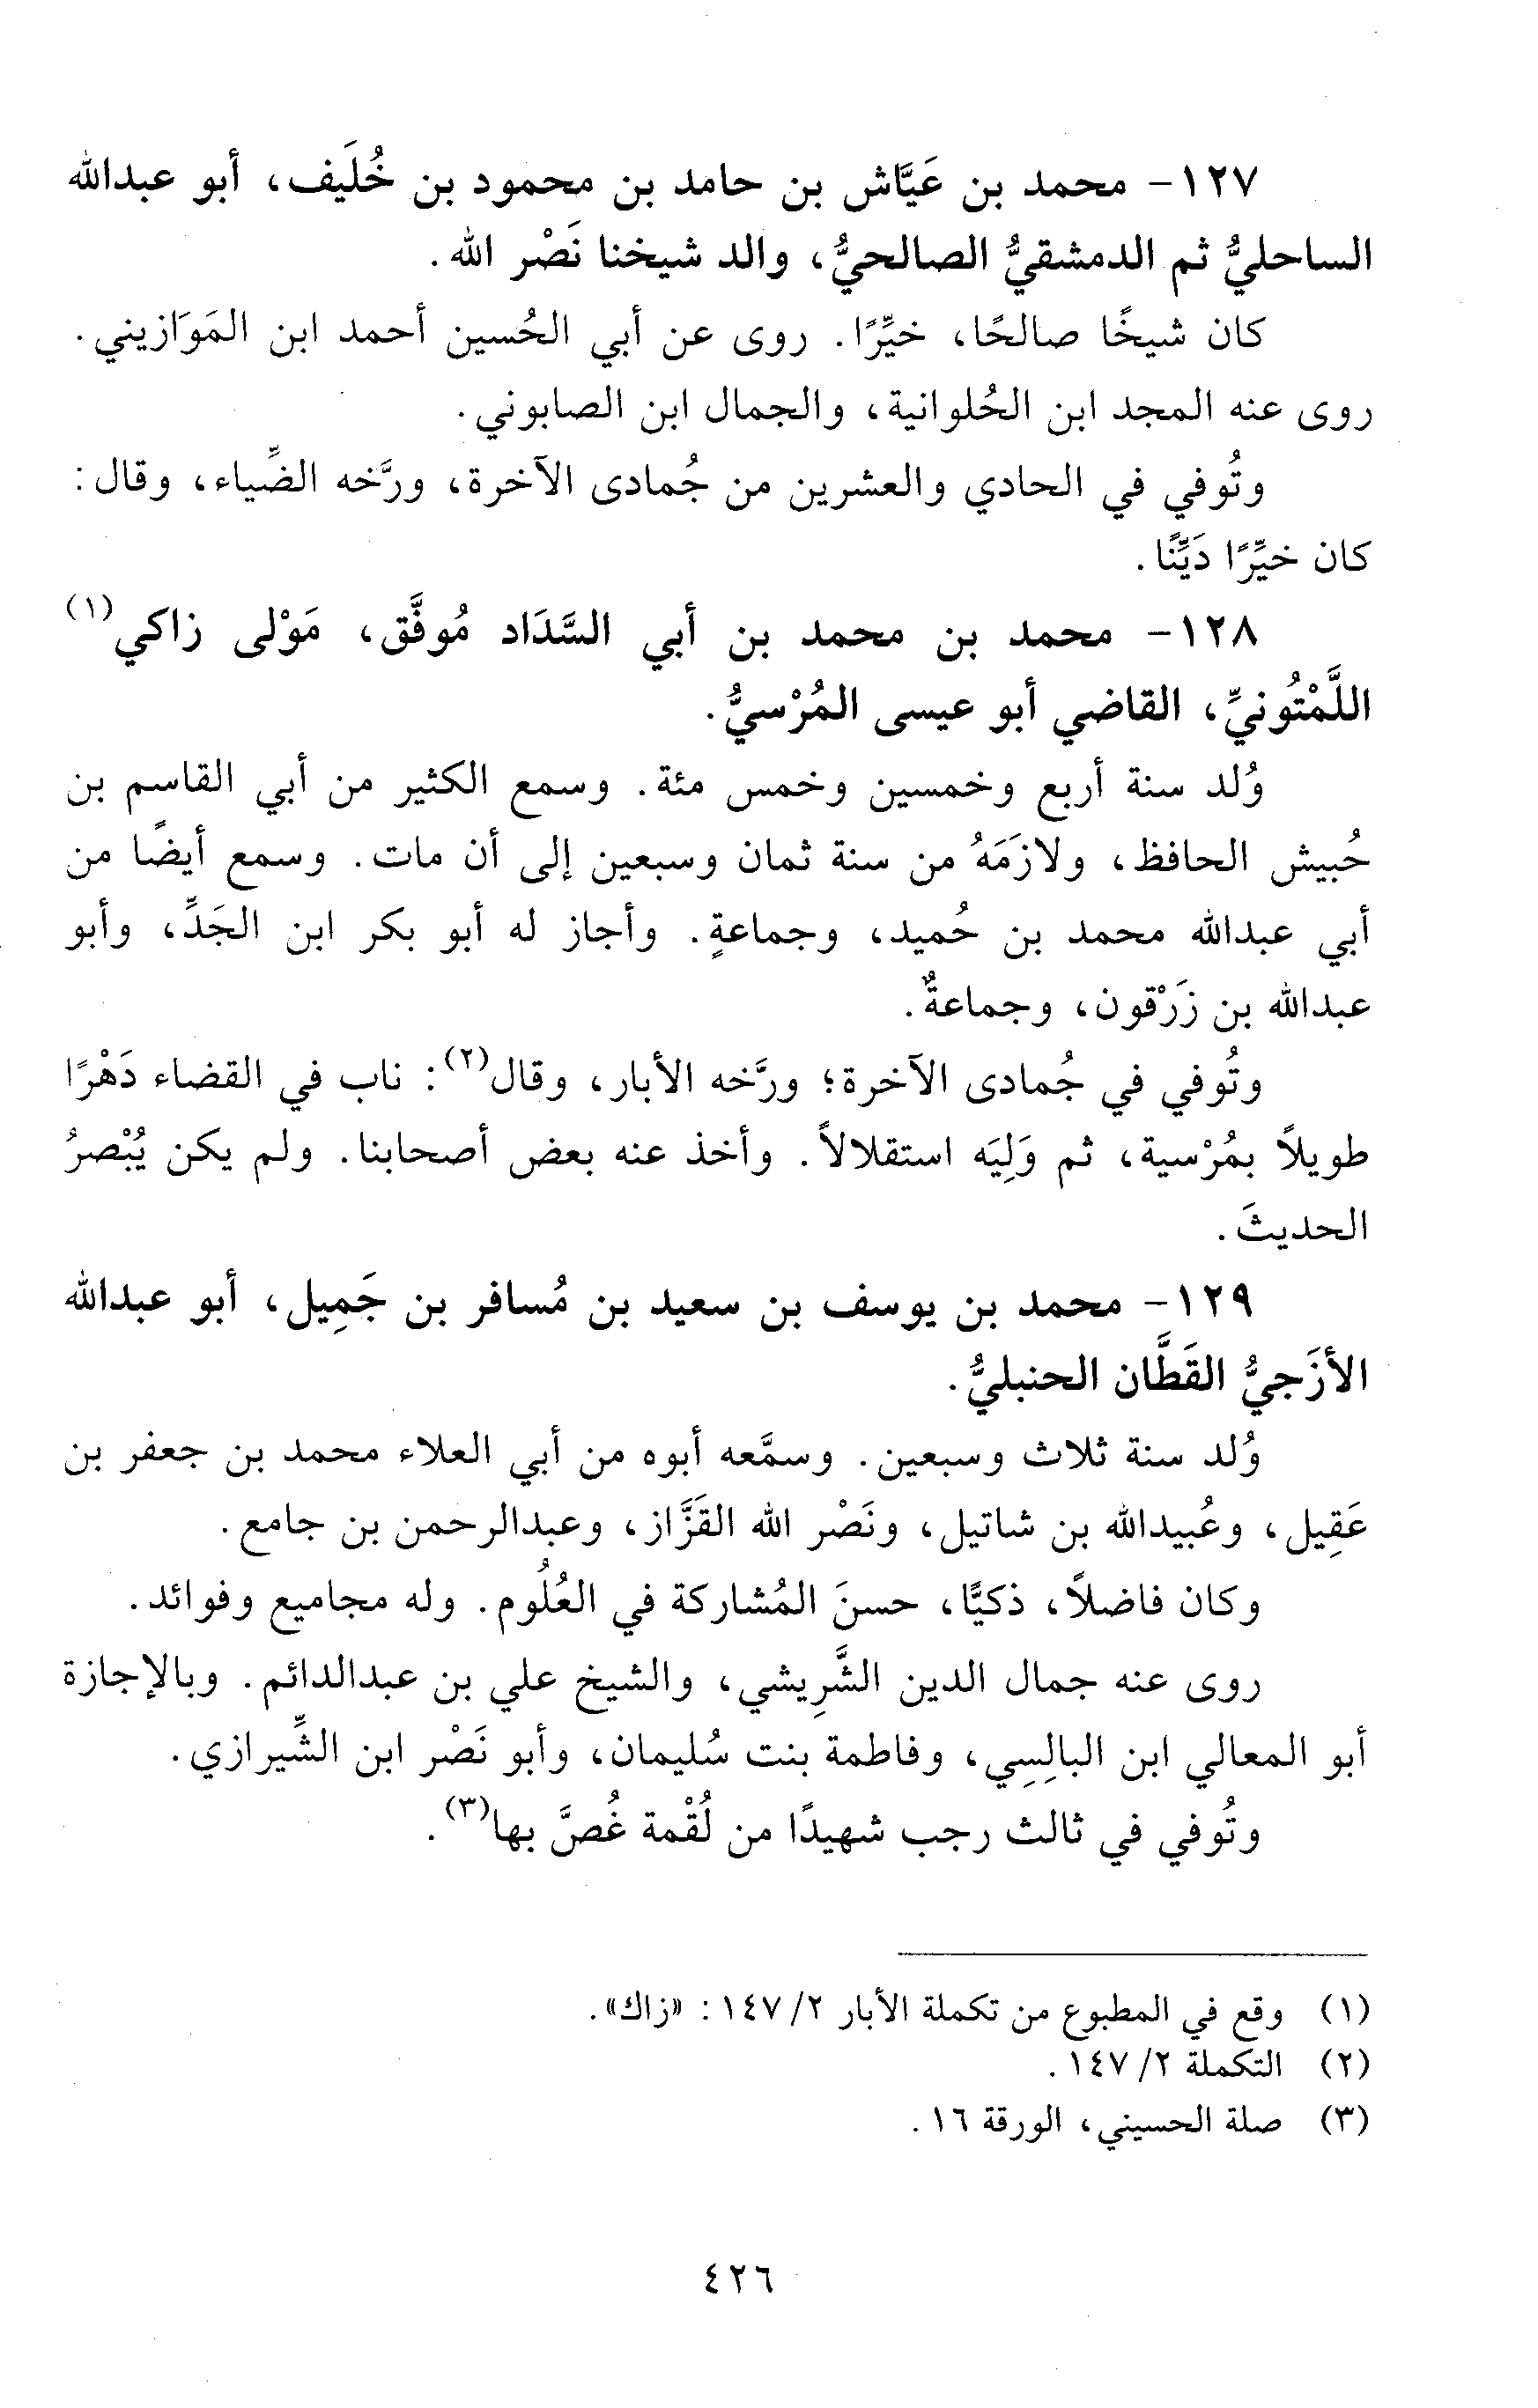 ١٢٧- محمد بن عَيَّاش بن حامد بن محمود بن خُلَيف، أبو عبدالله
الساحليُّ ثم الدمشقيُّ الصالحيُّ، والد شيخنا نَصْر الله.
كان شيخًا صالحًا، خيِّرًا. روى عن أبي الحُسين أحمد ابن المَوَازيني.
روى عنه المجد ابن الحُلوانية، والجمال ابن الصابوني.
وتُوفي في الحادي والعشرين من جُمادى الآخرة، ورَّخه الضِّياء، وقال:
كان خيِّرًا دَيِّنًا.
١٢٨- محمد بن محمد بن أبي السَّدَاد مُوفَّق، مَوْلى زاكي(١)
اللَّمْتُونيِّ، القاضي أبو عيسى المُرْسيُّ.
وُلد سنة أربع وخمسين وخمس مئة. وسمع الكثير من أبي القاسم بن
حُبيش الحافظ، ولازَمَهُ من سنة ثمان وسبعين إلى أن مات. وسمع أيضًا من
أبي عبدالله محمد بن حُميد، وجماعةٍ. وأجاز له أبو بكر ابن الجَدِّ، وأبو
عبدالله بن زَرْقون، وجماعةٌ.
وتُوفي في جُمادى الآخرة؛ ورَّخه الأبار، وقال(٢): ناب في القضاء دَهْرًا
طويلاً بمُرْسية، ثم وَلِيَه استقلالاً. وأخذ عنه بعض أصحابنا. ولم يكن يُبْصرُ
الحديثَ.
١٢٩- محمد بن يوسف بن سعيد بن مُسافر بن جَمِيل، أبو عبدالله
الأزَجيُّ القَطَّان الحنبليُّ.
وُلد سنة ثلاث وسبعين. وسمَّعه أبوه من أبي العلاء محمد بن جعفر بن
عَقِيل، وعُبيدالله بن شاتيل، ونَصْر الله القَزَّاز، وعبدالرحمن بن جامع.
وكان فاضلاً، ذكيًّا، حسنَ المُشاركة في العُلُوم. وله مجاميع وفوائد.
روى عنه جمال الدين الشَّرِيشي، والشيخ علي بن عبدالدائم. وبالإجازة
أبو المعالي ابن البالِسِي، وفاطمة بنت سُليمان، وأبو نَصْر ابن الشِّيرازي.
وتُوفي في ثالث رجب شهيدًا من لُقْمة غُصَّ بها(٣).
(١) وقع في المطبوع من تكملة الأبار ٢/ ١٤٧: «زاك».
(٢) التكملة ٢/ ١٤٧.
(٣) صلة الحسيني، الورقة ١٦.
٤٢٦